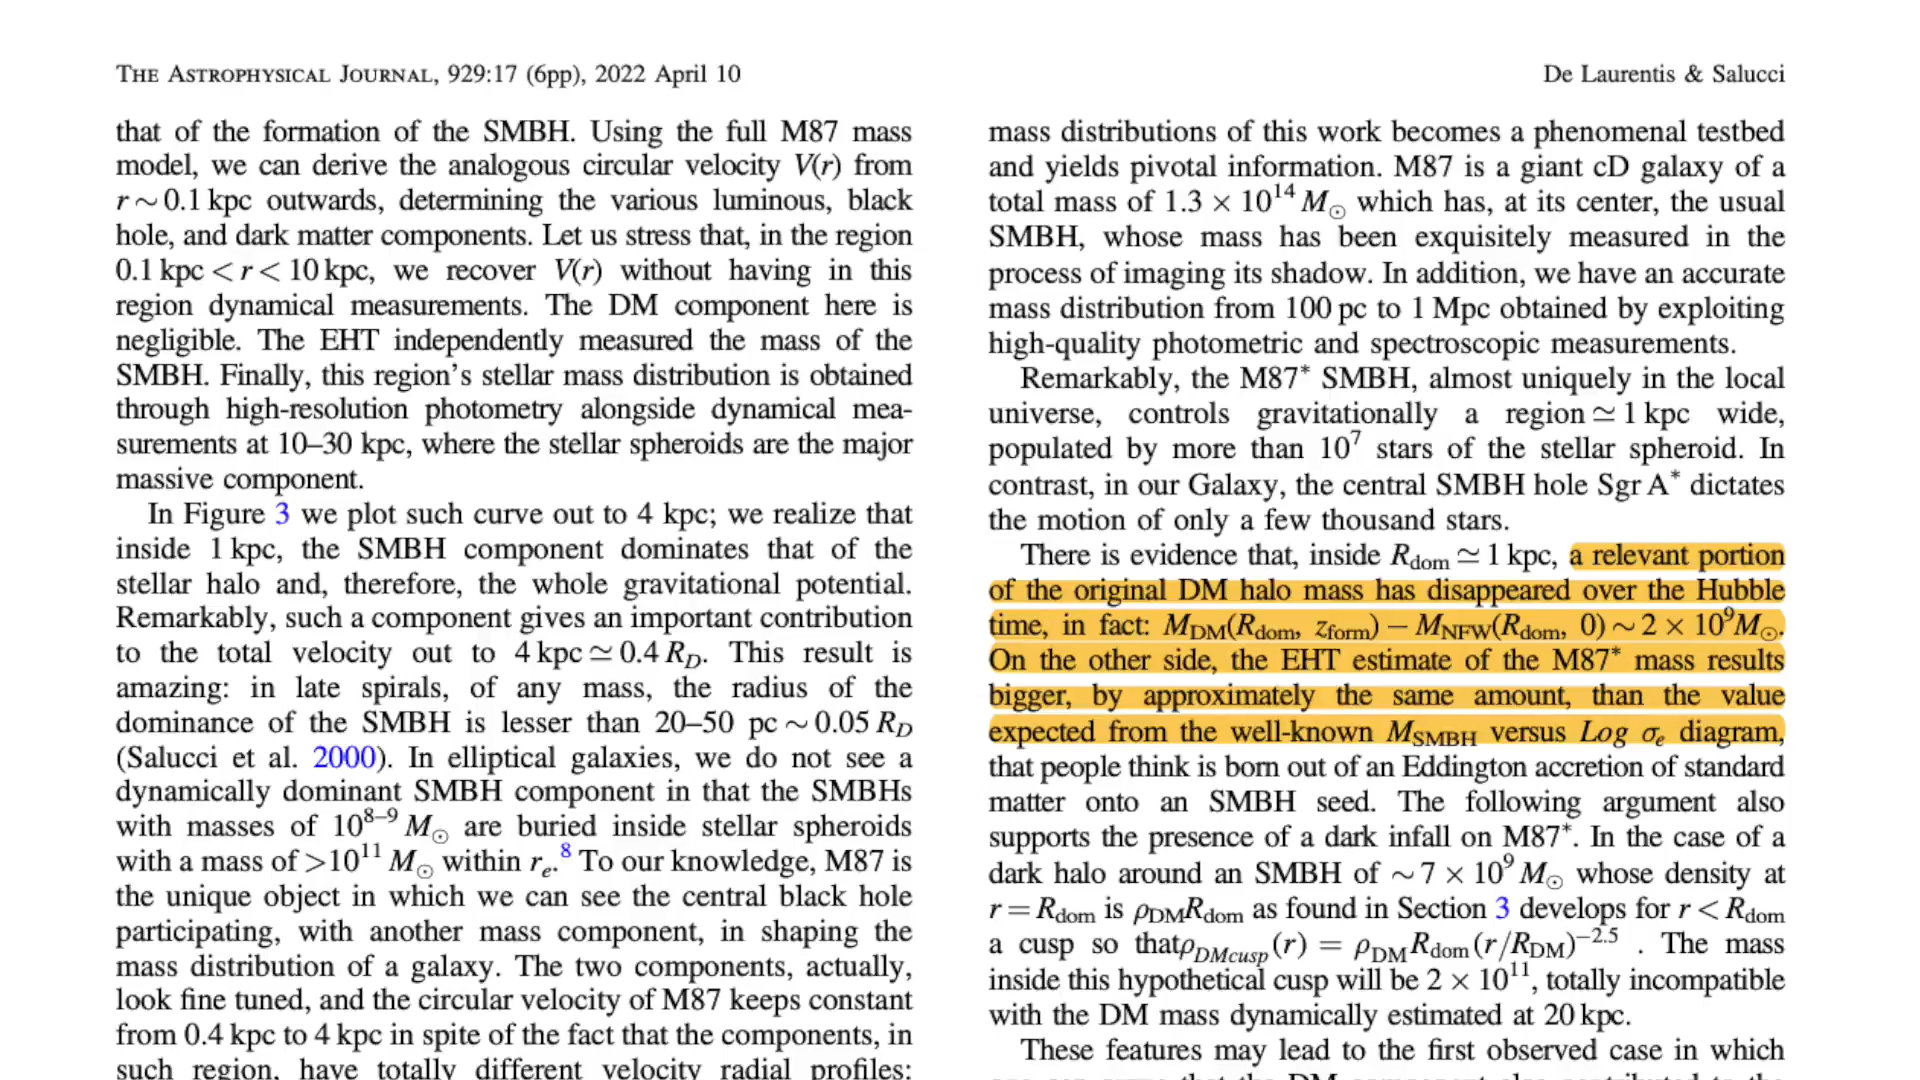 THE ASTROPHYSICAL JOURNAL, 929:17 (6pp), 2022 April 10
De Laurentis & Salucci
that of the formation of the SMBH. Using the full M87 mass
model, we can derive the analogous circular velocity V(r) from
r ~ 0.1 kpc outwards, determining the various luminous, black
hole, and dark matter components. Let us stress that, in the region
0.1 kpc < r < 10 kpc, we recover V(r) without having in this
region dynamical measurements. The DM component here is
negligible. The EHT independently measured the mass of the
SMBH. Finally, this region's stellar mass distribution is obtained
through high-resolution photometry alongside dynamical mea-
surements at 10–30 kpc, where the stellar spheroids are the major
massive component.
In Figure 3 we plot such curve out to 4 kpc; we realize that
inside 1 kpc, the SMBH component dominates that of the
stellar halo and, therefore, the whole gravitational potential.
Remarkably, such a component gives an important contribution
to the total velocity out to 4 kpc ≃ 0.4 R_D. This result is
amazing: in late spirals, of any mass, the radius of the
dominance of the SMBH is lesser than 20–50 pc ~ 0.05 R_D
(Salucci et al. 2000). In elliptical galaxies, we do not see a
dynamically dominant SMBH component in that the SMBHs
with masses of 10^8–9 M_⊙ are buried inside stellar spheroids
with a mass of >10^11 M_⊙ within r_e.^8 To our knowledge, M87 is
the unique object in which we can see the central black hole
participating, with another mass component, in shaping the
mass distribution of a galaxy. The two components, actually,
look fine tuned, and the circular velocity of M87 keeps constant
from 0.4 kpc to 4 kpc in spite of the fact that the components, in
such region, have totally different velocity radial profiles:
mass distributions of this work becomes a phenomenal testbed
and yields pivotal information. M87 is a giant cD galaxy of a
total mass of 1.3 × 10^14 M_⊙ which has, at its center, the usual
SMBH, whose mass has been exquisitely measured in the
process of imaging its shadow. In addition, we have an accurate
mass distribution from 100 pc to 1 Mpc obtained by exploiting
high-quality photometric and spectroscopic measurements.
Remarkably, the M87* SMBH, almost uniquely in the local
universe, controls gravitationally a region ≃ 1 kpc wide,
populated by more than 10^7 stars of the stellar spheroid. In
contrast, in our Galaxy, the central SMBH hole Sgr A* dictates
the motion of only a few thousand stars.
There is evidence that, inside R_dom ≃ 1 kpc, a relevant portion
of the original DM halo mass has disappeared over the Hubble
time, in fact: M_DM(R_dom, z_form) − M_NFW(R_dom, 0) ~ 2 × 10^9 M_⊙.
On the other side, the EHT estimate of the M87* mass results
bigger, by approximately the same amount, than the value
expected from the well-known M_SMBH versus Log σ_e diagram,
that people think is born out of an Eddington accretion of standard
matter onto an SMBH seed. The following argument also
supports the presence of a dark infall on M87*. In the case of a
dark halo around an SMBH of ~7 × 10^9 M_⊙ whose density at
r = R_dom is ρ_DM R_dom as found in Section 3 develops for r < R_dom
a cusp so thatρ_DMcusp(r) = ρ_DM R_dom (r/R_DM)^−2.5 . The mass
inside this hypothetical cusp will be 2 × 10^11, totally incompatible
with the DM mass dynamically estimated at 20 kpc.
These features may lead to the first observed case in which